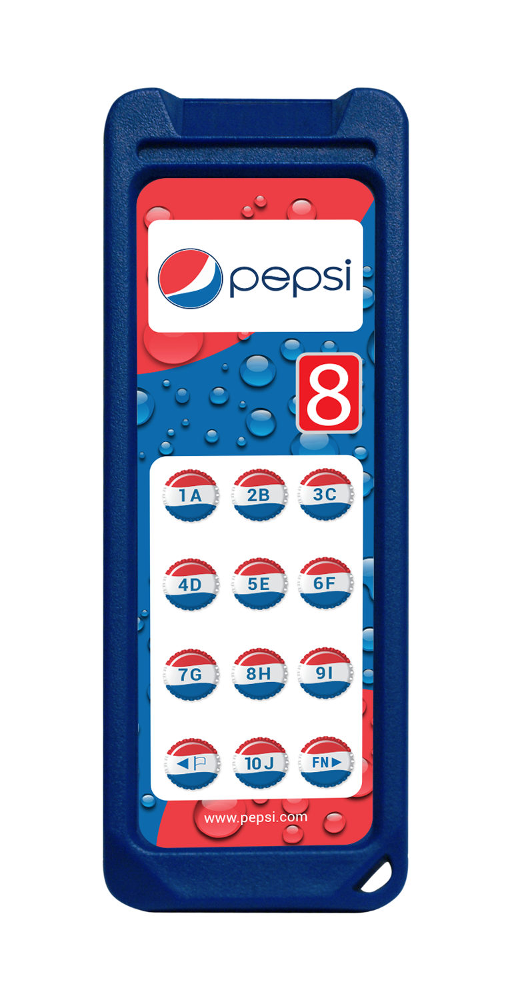 pepsi
8
1A 2B 3C
4D 5E 6F
7G 8H 9I
10J FN
www.pepsi.com